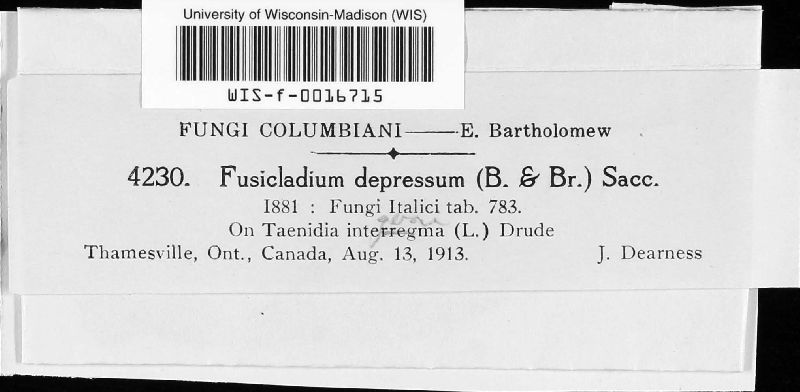 University of Wisconsin-Madison (WIS)
WIS-f-0016715
FUNGI COLUMBIANI——E. Bartholomew
4230. Fusicladium depressum (B. & Br.) Sacc.
1881 : Fungi Italici tab. 783.
On Taenidia interregma (L.) Drude
Thamesville, Ont., Canada, Aug. 13, 1913. J. Dearness